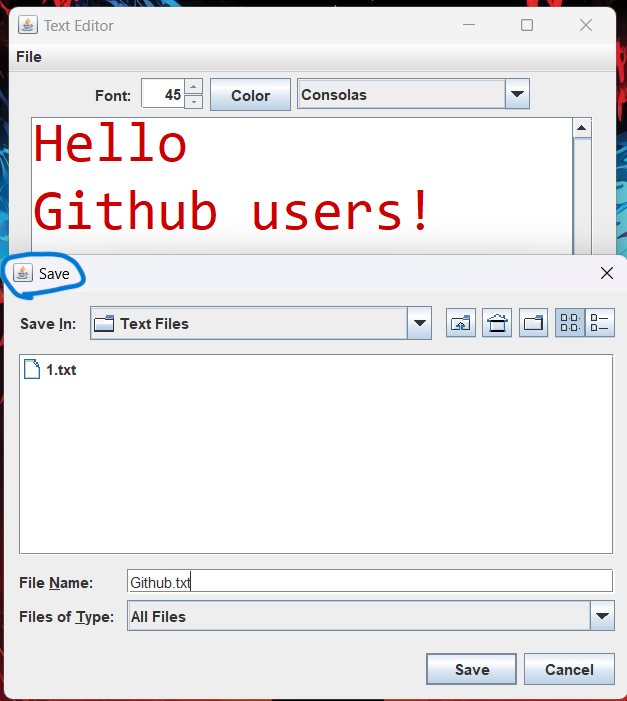 Text Editor
File
Font: 45 Color Consolas
Hello
Github users!
Save
Save In: Text Files
1.txt
File Name: Github.txt
Files of Type: All Files
Save Cancel